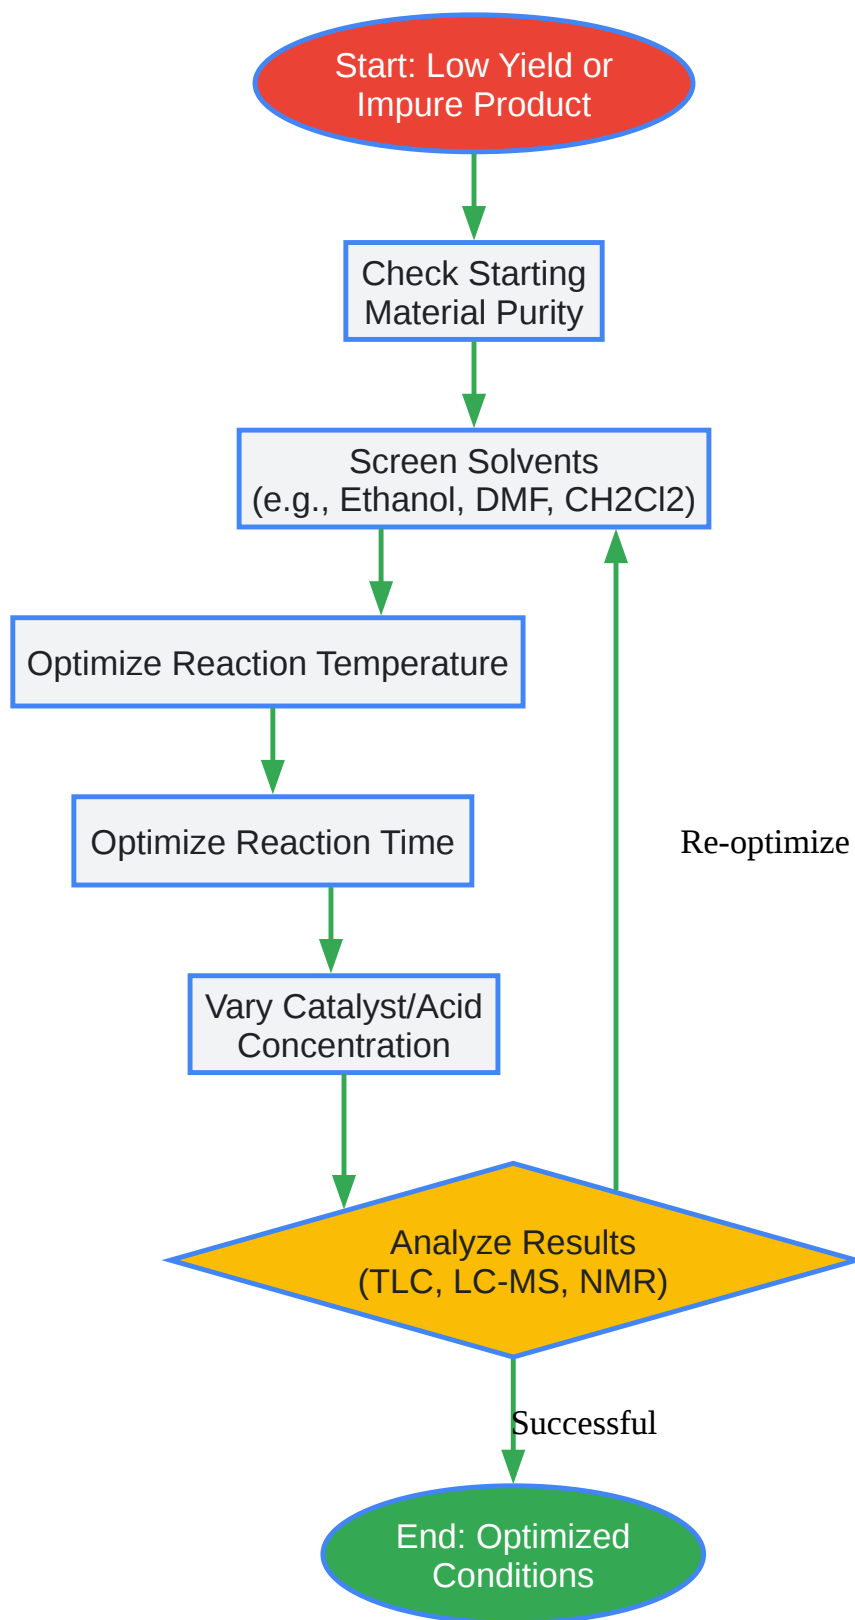 Start: Low Yield or
Impure Product
Check Starting
Material Purity
Screen Solvents
(e.g., Ethanol, DMF, CH2Cl2)
Optimize Reaction Temperature
Optimize Reaction Time
Re-optimize
Vary Catalyst/Acid
Concentration
Analyze Results
(TLC, LC-MS, NMR)
Successful
End: Optimized
Conditions